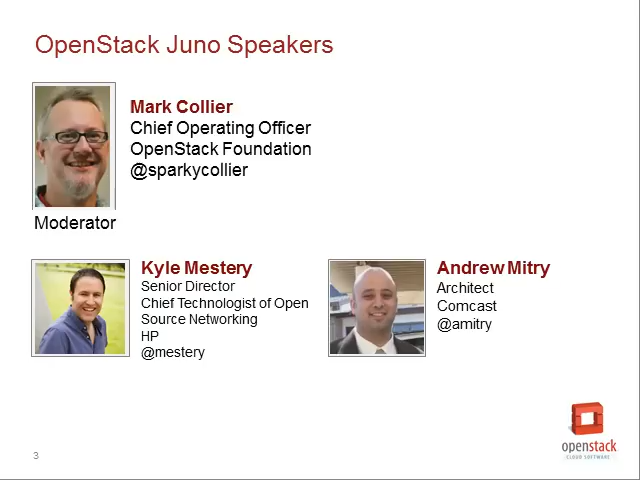 OpenStack Juno Speakers
Mark Collier
Chief Operating Officer
OpenStack Foundation
@sparkycollier
Moderator
Kyle Mestery
Senior Director
Chief Technologist of Open
Source Networking
HP
@mestery
Andrew Mitry
Architect
Comcast
@amitry
openstack
CLOUD SOFTWARE
3